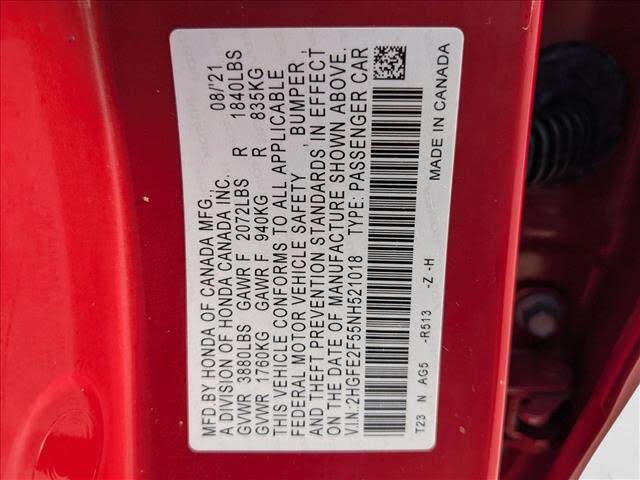 MFD.BY HONDA OF CANADA MFG., 08/'21
A DIVISION OF HONDA CANADA INC.
GVWR 3880LBS GAWR F 2072LBS R 1840LBS
GVWR 1760KG GAWR F 940KG R 835KG
THIS VEHICLE CONFORMS TO ALL APPLICABLE
FEDERAL MOTOR VEHICLE SAFETY , BUMPER ,
AND THEFT PREVENTION STANDARDS IN EFFECT
ON THE DATE OF MANUFACTURE SHOWN ABOVE.
V.I.N.:2HGFE2F55NH521018 TYPE: PASSENGER CAR
T23 N AG5 -R513 -Z -H MADE IN CANADA